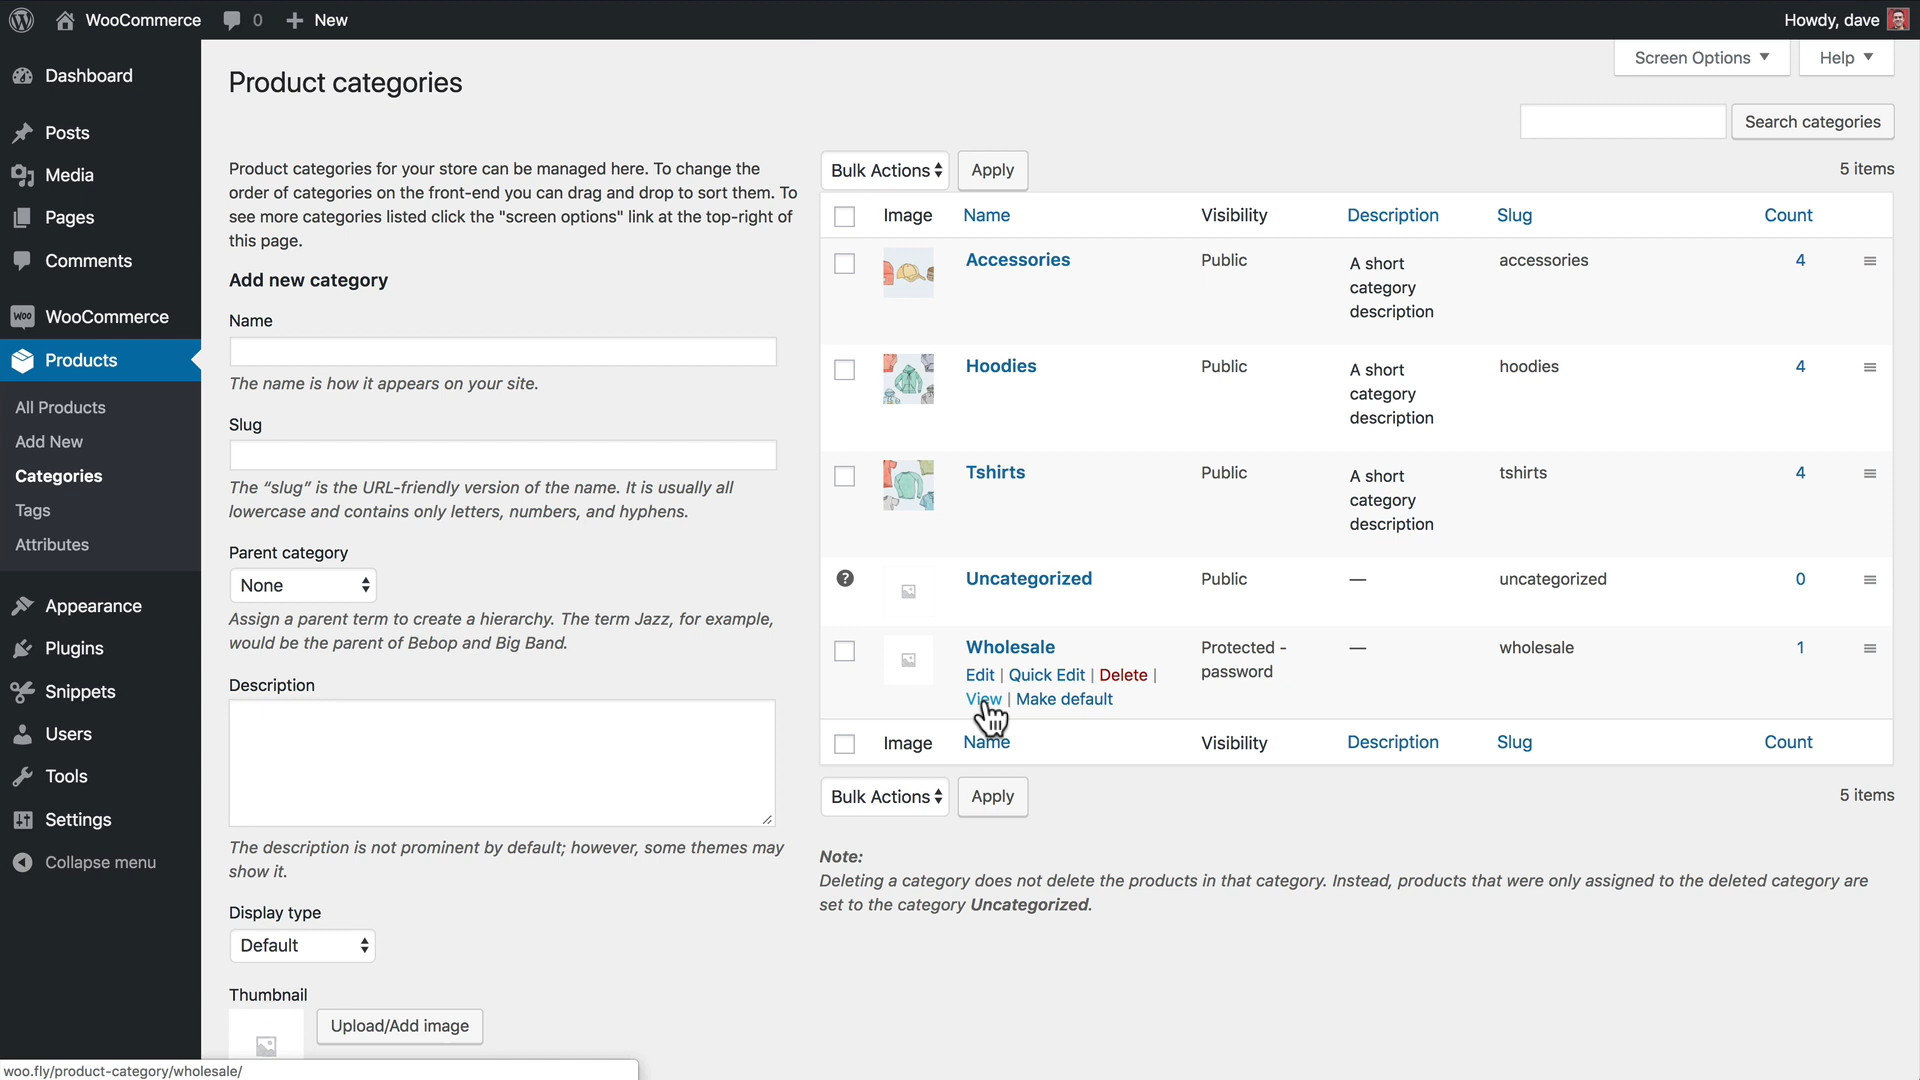 WooCommerce 0 New
Howdy, dave
Dashboard
Posts
Media
Pages
Comments
WooCommerce
Products
All Products
Add New
Categories
Tags
Attributes
Appearance
Plugins
Snippets
Users
Tools
Settings
Collapse menu
Screen Options
Help
Product categories
Search categories
Product categories for your store can be managed here. To change the
order of categories on the front-end you can drag and drop to sort them. To
see more categories listed click the "screen options" link at the top-right of
this page.
Add new category
Name
The name is how it appears on your site.
Slug
The “slug” is the URL-friendly version of the name. It is usually all
lowercase and contains only letters, numbers, and hyphens.
Parent category
None
Assign a parent term to create a hierarchy. The term Jazz, for example,
would be the parent of Bebop and Big Band.
Description
The description is not prominent by default; however, some themes may
show it.
Display type
Default
Thumbnail
Upload/Add image
Bulk Actions Apply
5 items
Image Name Visibility Description Slug Count
Accessories Public A short accessories 4
category
description
Hoodies Public A short hoodies 4
category
description
Tshirts Public A short tshirts 4
category
description
? Uncategorized Public — uncategorized 0
Wholesale Protected - — wholesale 1
password
Edit | Quick Edit | Delete |
View | Make default
Image Name Visibility Description Slug Count
Bulk Actions Apply
5 items
Note:
Deleting a category does not delete the products in that category. Instead, products that were only assigned to the deleted category are
set to the category Uncategorized.
woo.fly/product-category/wholesale/